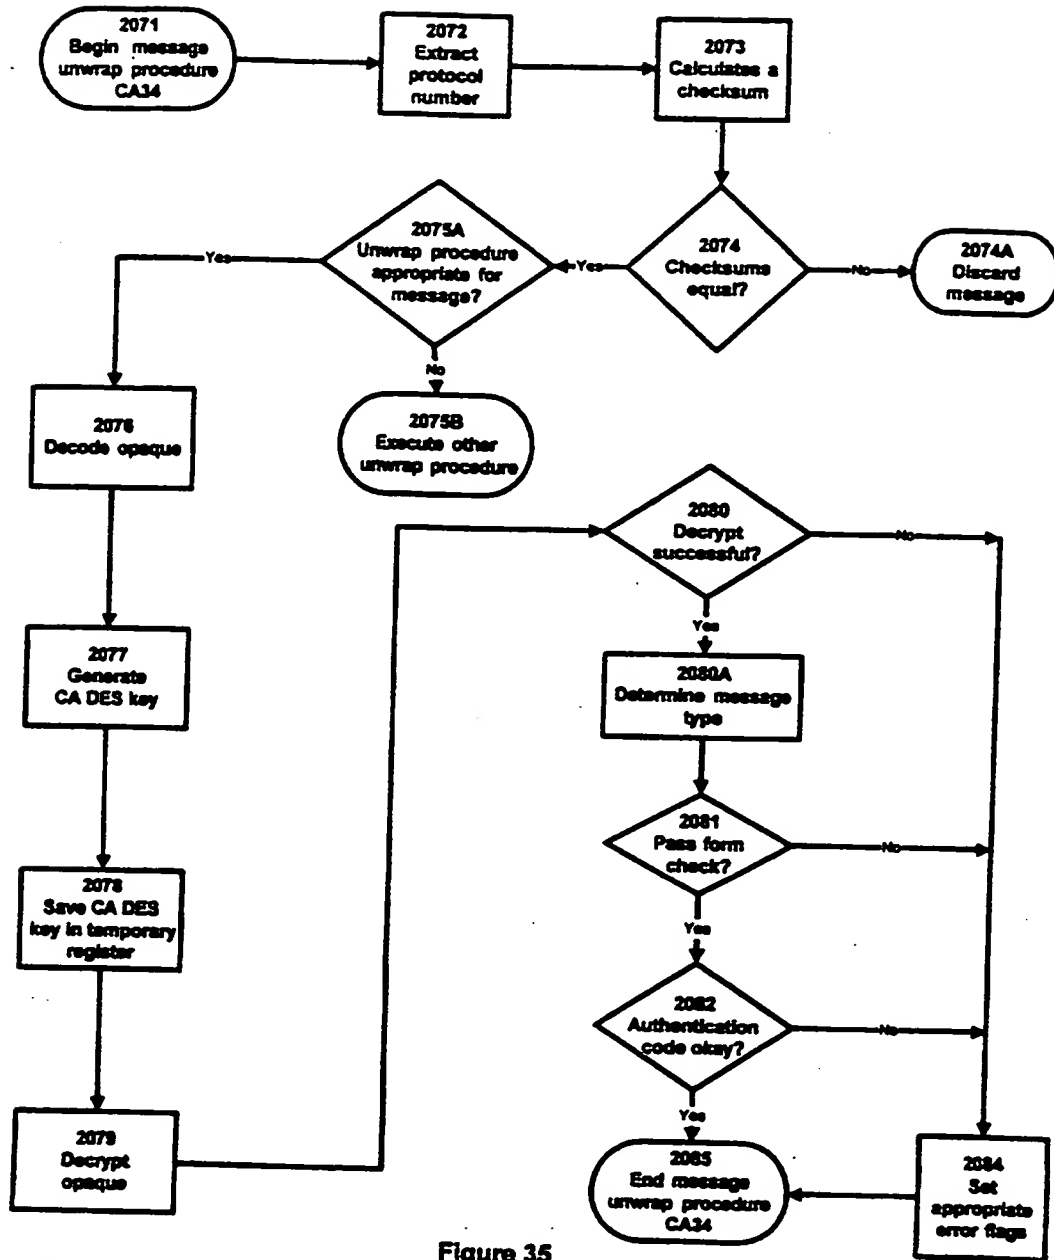 2071
Begin message
unwrap procedure
CA34
2072
Extract
protocol
number
2073
Calculates a
checksum
2074
Checksums
equal?
No
2074A
Discard
message
Yes
2075A
Unwrap procedure
appropriate for
message?
Yes
No
2075B
Execute other
unwrap procedure
2076
Decode opaque
2077
Generate
CA DES key
2078
Save CA DES
key in temporary
register
2079
Decrypt
opaque
2080
Decrypt
successful?
No
Yes
2080A
Determine message
type
2081
Pass form
check?
No
Yes
2082
Authentication
code okay?
No
Yes
2085
End message
unwrap procedure
CA34
2084
Set
appropriate
error flags
Figure 35